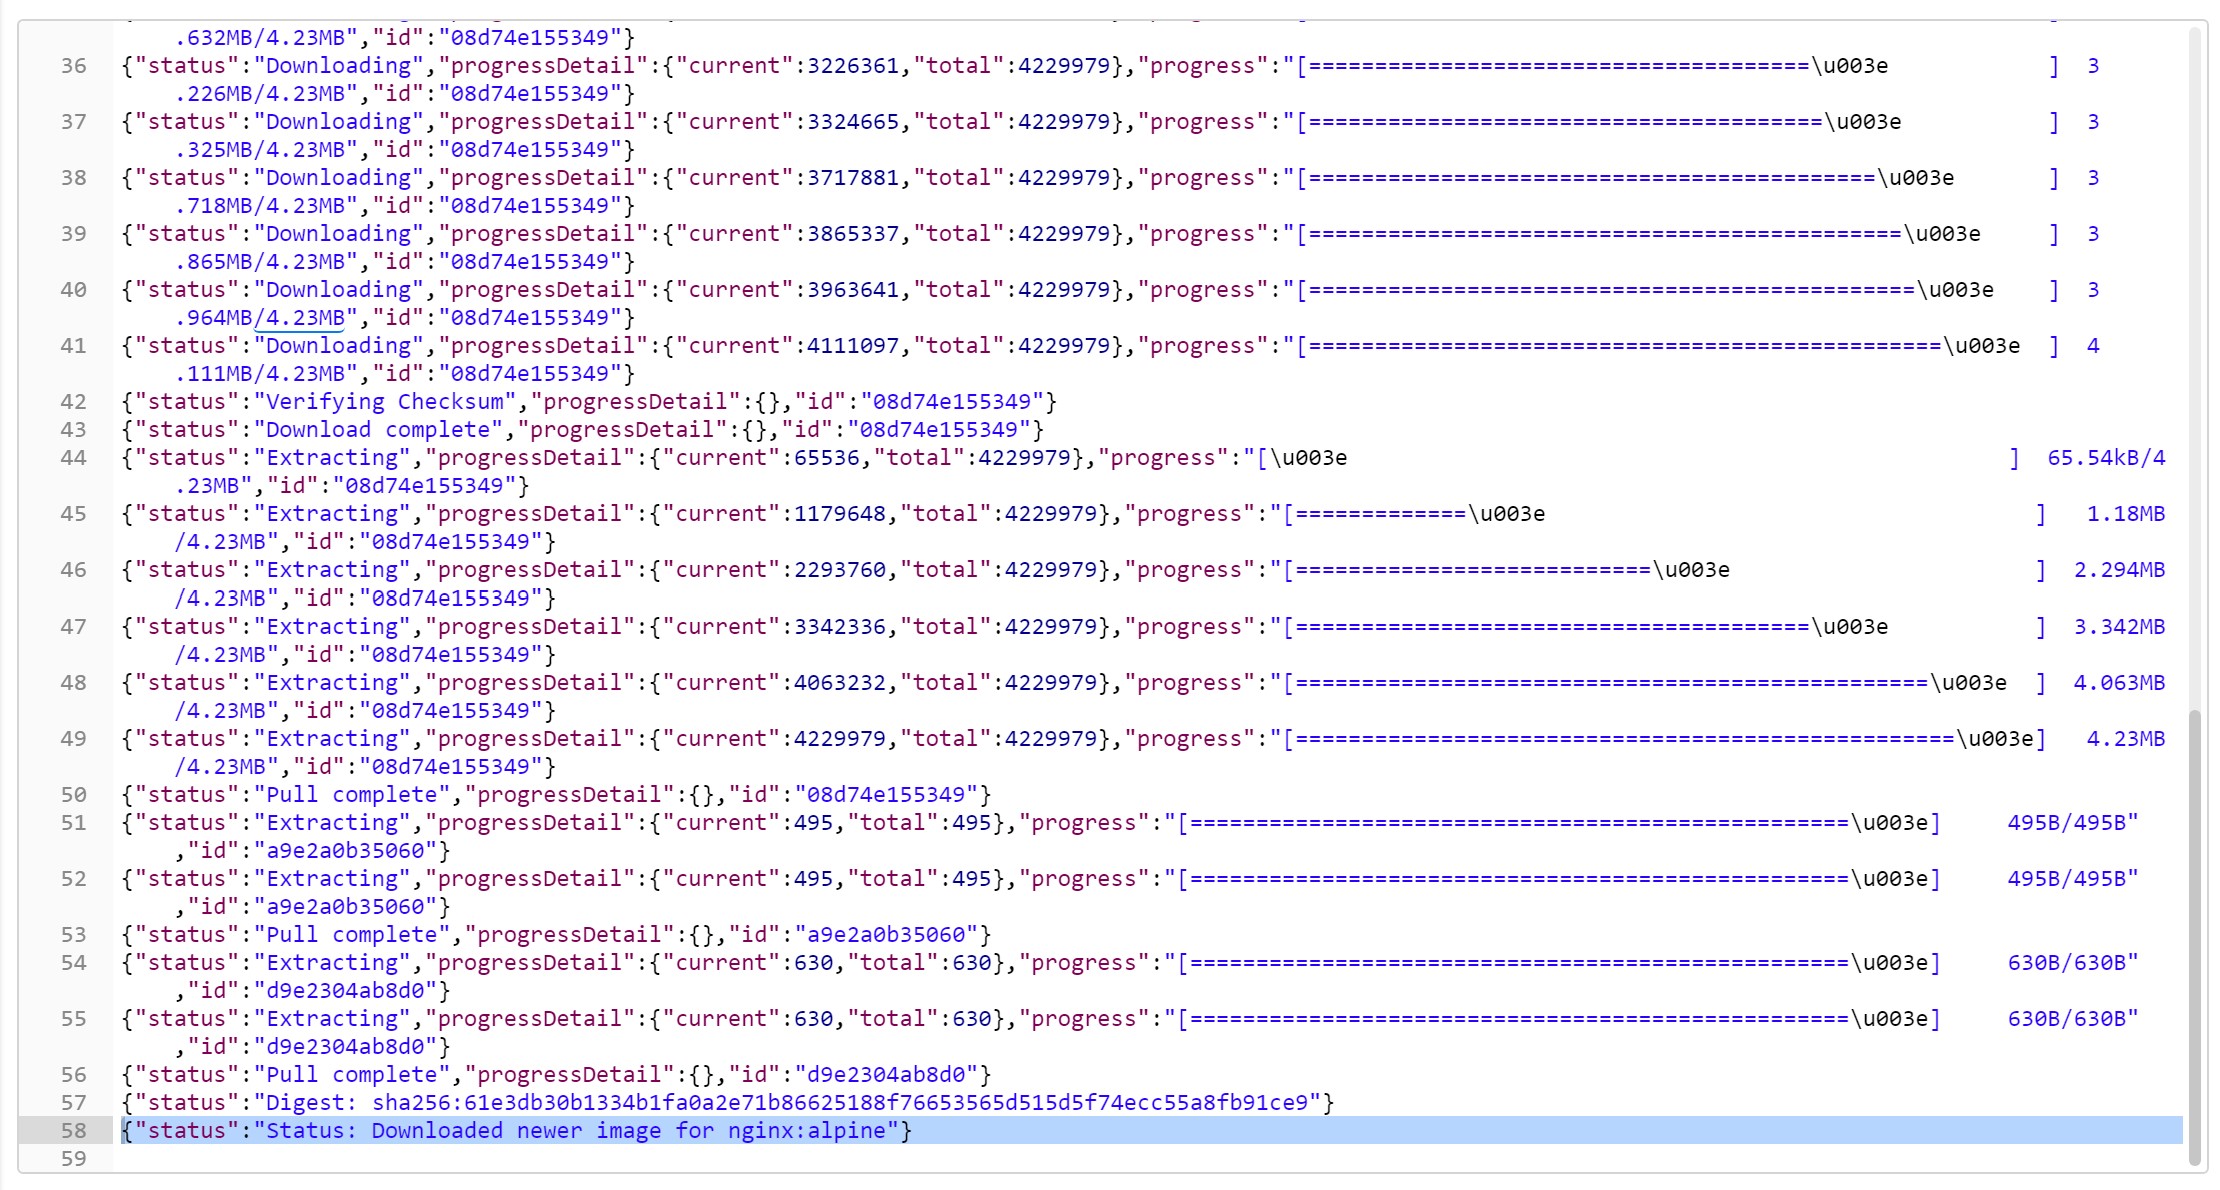 .632MB/4.23MB","id":"08d74e155349"}
36 {"status":"Downloading","progressDetail":{"current":3226361,"total":4229979},"progress":"[======================================\u003e            ]  3
.226MB/4.23MB","id":"08d74e155349"}
37 {"status":"Downloading","progressDetail":{"current":3324665,"total":4229979},"progress":"[=======================================\u003e           ]  3
.325MB/4.23MB","id":"08d74e155349"}
38 {"status":"Downloading","progressDetail":{"current":3717881,"total":4229979},"progress":"[===========================================\u003e       ]  3
.718MB/4.23MB","id":"08d74e155349"}
39 {"status":"Downloading","progressDetail":{"current":3865337,"total":4229979},"progress":"[=============================================\u003e     ]  3
.865MB/4.23MB","id":"08d74e155349"}
40 {"status":"Downloading","progressDetail":{"current":3963641,"total":4229979},"progress":"[==============================================\u003e    ]  3
.964MB/4.23MB","id":"08d74e155349"}
41 {"status":"Downloading","progressDetail":{"current":4111097,"total":4229979},"progress":"[================================================\u003e  ]  4
.111MB/4.23MB","id":"08d74e155349"}
42 {"status":"Verifying Checksum","progressDetail":{},"id":"08d74e155349"}
43 {"status":"Download complete","progressDetail":{},"id":"08d74e155349"}
44 {"status":"Extracting","progressDetail":{"current":65536,"total":4229979},"progress":"[\u003e                                                  ]  65.54kB/4
.23MB","id":"08d74e155349"}
45 {"status":"Extracting","progressDetail":{"current":1179648,"total":4229979},"progress":"[=============\u003e                                     ]   1.18MB
/4.23MB","id":"08d74e155349"}
46 {"status":"Extracting","progressDetail":{"current":2293760,"total":4229979},"progress":"[===========================\u003e                       ]  2.294MB
/4.23MB","id":"08d74e155349"}
47 {"status":"Extracting","progressDetail":{"current":3342336,"total":4229979},"progress":"[=======================================\u003e           ]  3.342MB
/4.23MB","id":"08d74e155349"}
48 {"status":"Extracting","progressDetail":{"current":4063232,"total":4229979},"progress":"[================================================\u003e  ]  4.063MB
/4.23MB","id":"08d74e155349"}
49 {"status":"Extracting","progressDetail":{"current":4229979,"total":4229979},"progress":"[==================================================\u003e]   4.23MB
/4.23MB","id":"08d74e155349"}
50 {"status":"Pull complete","progressDetail":{},"id":"08d74e155349"}
51 {"status":"Extracting","progressDetail":{"current":495,"total":495},"progress":"[==================================================\u003e]     495B/495B"
,"id":"a9e2a0b35060"}
52 {"status":"Extracting","progressDetail":{"current":495,"total":495},"progress":"[==================================================\u003e]     495B/495B"
,"id":"a9e2a0b35060"}
53 {"status":"Pull complete","progressDetail":{},"id":"a9e2a0b35060"}
54 {"status":"Extracting","progressDetail":{"current":630,"total":630},"progress":"[==================================================\u003e]     630B/630B"
,"id":"d9e2304ab8d0"}
55 {"status":"Extracting","progressDetail":{"current":630,"total":630},"progress":"[==================================================\u003e]     630B/630B"
,"id":"d9e2304ab8d0"}
56 {"status":"Pull complete","progressDetail":{},"id":"d9e2304ab8d0"}
57 {"status":"Digest: sha256:61e3db30b1334b1fa0a2e71b86625188f76653565d515d5f74ecc55a8fb91ce9"}
58 {"status":"Status: Downloaded newer image for nginx:alpine"}
59